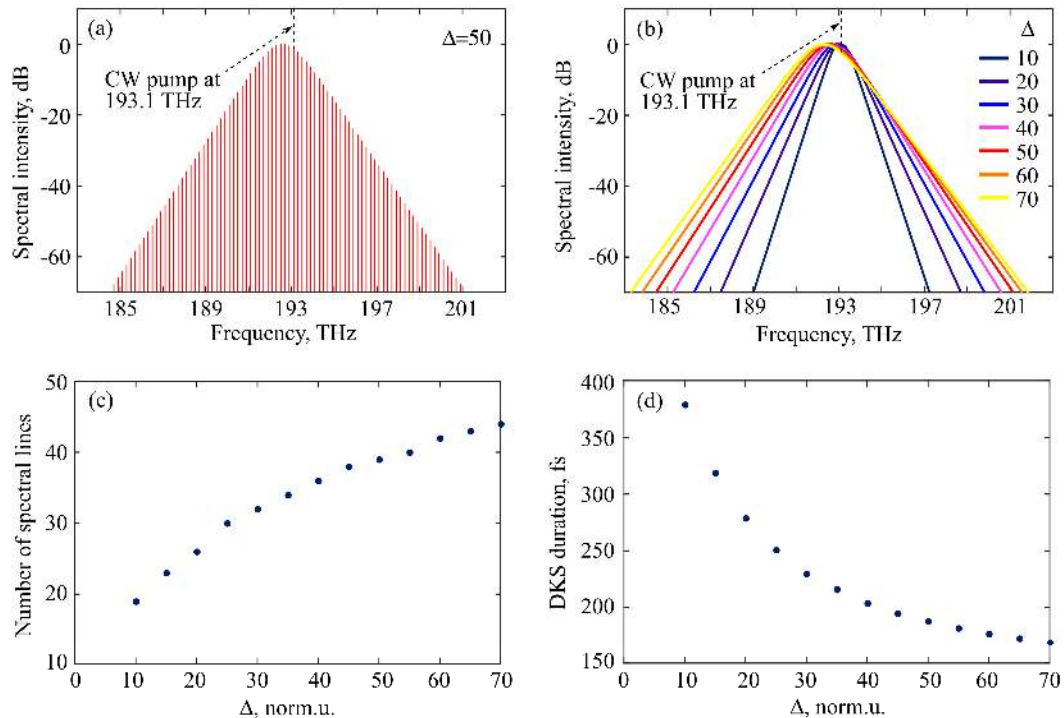 (a)
Δ=50
CW pump at
193.1 THz
Spectral intensity, dB
0
-20
-40
-60
185
189
193
197
201
Frequency, THz
(b)
Δ
CW pump at
193.1 THz
10
20
30
40
50
60
70
Spectral intensity, dB
0
-20
-40
-60
185
189
193
197
201
Frequency, THz
(c)
Number of spectral lines
50
40
30
20
10
0
10
20
30
40
50
60
70
Δ, norm.u.
(d)
DKS duration, fs
400
350
300
250
200
150
0
10
20
30
40
50
60
70
Δ, norm.u.